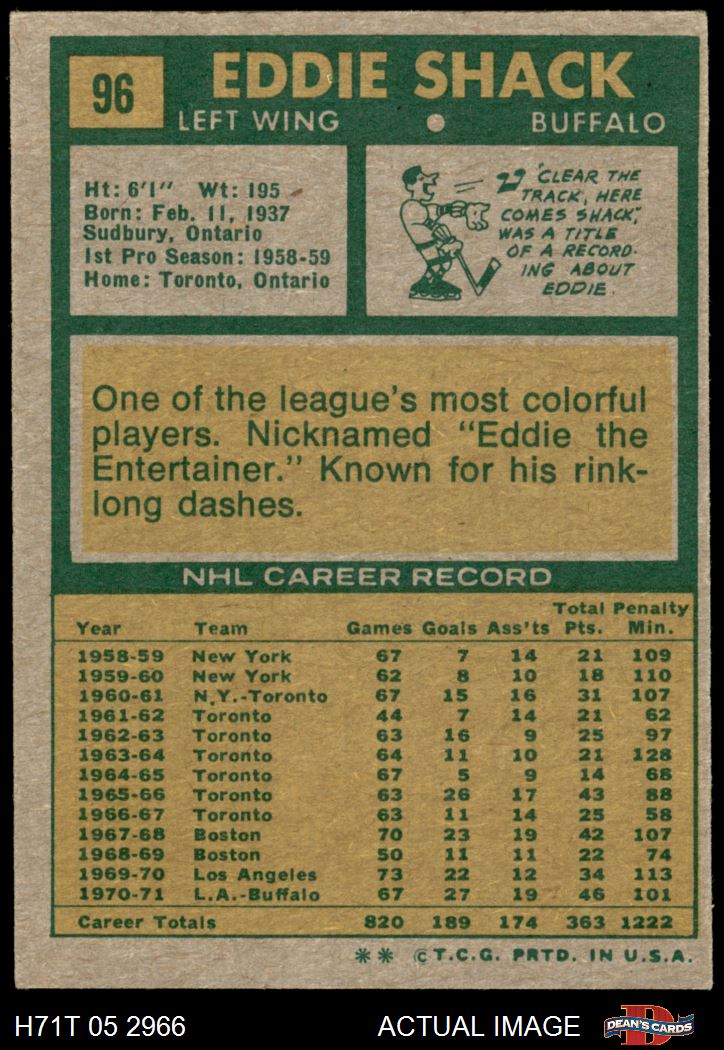 96
EDDIE SHACK
LEFT WING • BUFFALO
Ht: 6'1" Wt: 195
Born: Feb. 11, 1937
Sudbury, Ontario
1st Pro Season: 1958-59
Home: Toronto, Ontario
23
"CLEAR THE
TRACK, HERE
COMES SHACK,"
WAS A TITLE
OF A RECORD-
ING ABOUT
EDDIE.
One of the league's most colorful
players. Nicknamed "Eddie the
Entertainer." Known for his rink-
long dashes.
NHL CAREER RECORD
Year Team Games Goals Ass'ts Total Pts. Penalty Min.
1958-59 New York 67 7 14 21 109
1959-60 New York 62 8 10 18 110
1960-61 N.Y.-Toronto 67 15 16 31 107
1961-62 Toronto 44 7 14 21 62
1962-63 Toronto 63 16 9 25 97
1963-64 Toronto 64 11 10 21 128
1964-65 Toronto 67 5 9 14 68
1965-66 Toronto 63 26 17 43 88
1966-67 Toronto 63 11 14 25 58
1967-68 Boston 70 23 19 42 107
1968-69 Boston 50 11 11 22 74
1969-70 Los Angeles 73 22 12 34 113
1970-71 L.A.-Buffalo 67 27 19 46 101
Career Totals 820 189 174 363 1222
** © T.C.G. PRTD. IN U.S.A.
H71T 05 2966 ACTUAL IMAGE
D
DEAN'S CARDS